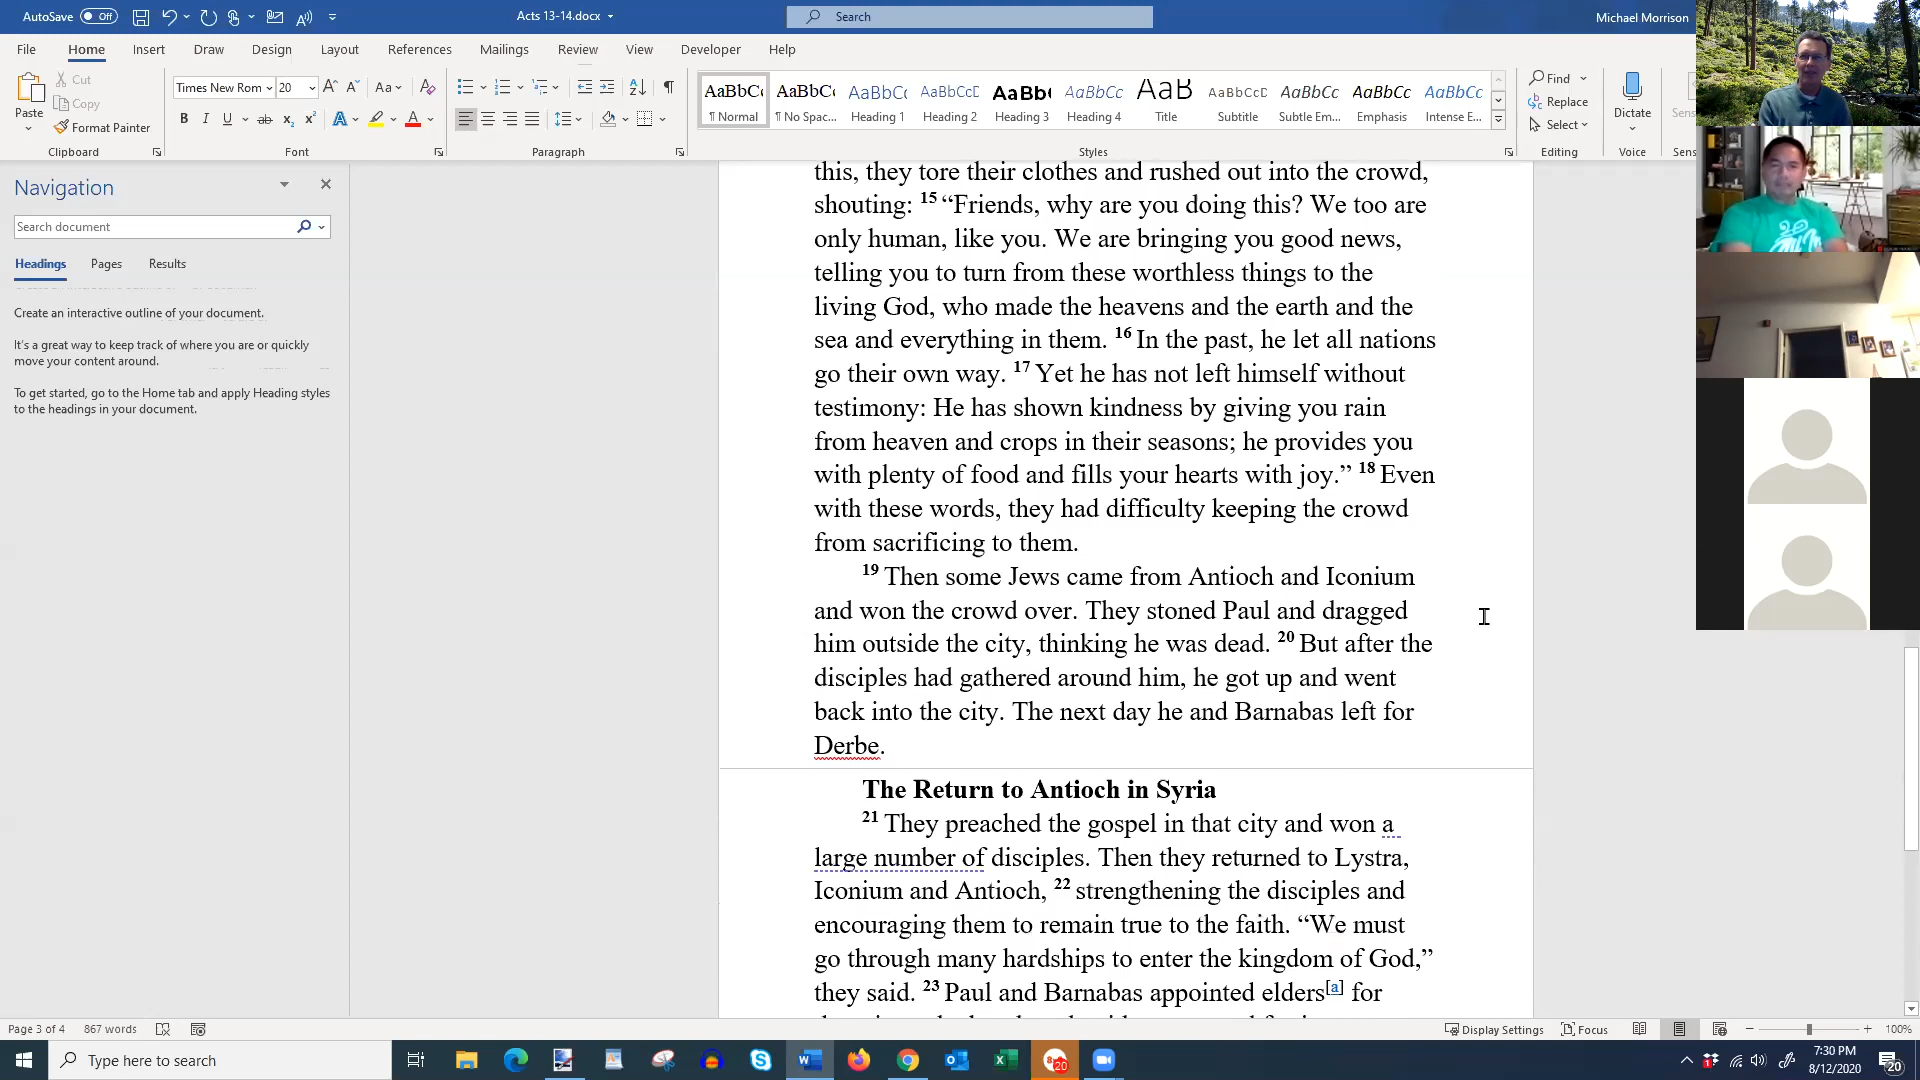 AutoSave Off Acts 13-14.docx Search Michael Morrison
File Home Insert Draw Design Layout References Mailings Review View Developer Help
Paste Cut Copy Format Painter
Clipboard
Times New Rom 20
Font
Paragraph
AaBbCc AaBbCc AaBbCc AaBbCcD AaBbC AaBbCc AaB AaBbCcD AaBbCc AaBbCc AaBbCc
¶ Normal ¶ No Spac... Heading 1 Heading 2 Heading 3 Heading 4 Title Subtitle Subtle Em... Emphasis Intense E...
Styles
Find
Replace
Select
Editing
Dictate
Voice
Sens
Navigation
Search document
Headings Pages Results
Create an interactive outline of your document.
It's a great way to keep track of where you are or quickly
move your content around.
To get started, go to the Home tab and apply Heading styles
to the headings in your document.
this, they tore their clothes and rushed out into the crowd,
shouting: 15 “Friends, why are you doing this? We too are
only human, like you. We are bringing you good news,
telling you to turn from these worthless things to the
living God, who made the heavens and the earth and the
sea and everything in them. 16 In the past, he let all nations
go their own way. 17 Yet he has not left himself without
testimony: He has shown kindness by giving you rain
from heaven and crops in their seasons; he provides you
with plenty of food and fills your hearts with joy.” 18 Even
with these words, they had difficulty keeping the crowd
from sacrificing to them.
19 Then some Jews came from Antioch and Iconium
and won the crowd over. They stoned Paul and dragged
him outside the city, thinking he was dead. 20 But after the
disciples had gathered around him, he got up and went
back into the city. The next day he and Barnabas left for
Derbe.
The Return to Antioch in Syria
21 They preached the gospel in that city and won a
large number of disciples. Then they returned to Lystra,
Iconium and Antioch, 22 strengthening the disciples and
encouraging them to remain true to the faith. “We must
go through many hardships to enter the kingdom of God,”
they said. 23 Paul and Barnabas appointed elders[a] for
Page 3 of 4 867 words Display Settings Focus 100%
Type here to search
7:30 PM
8/12/2020
20